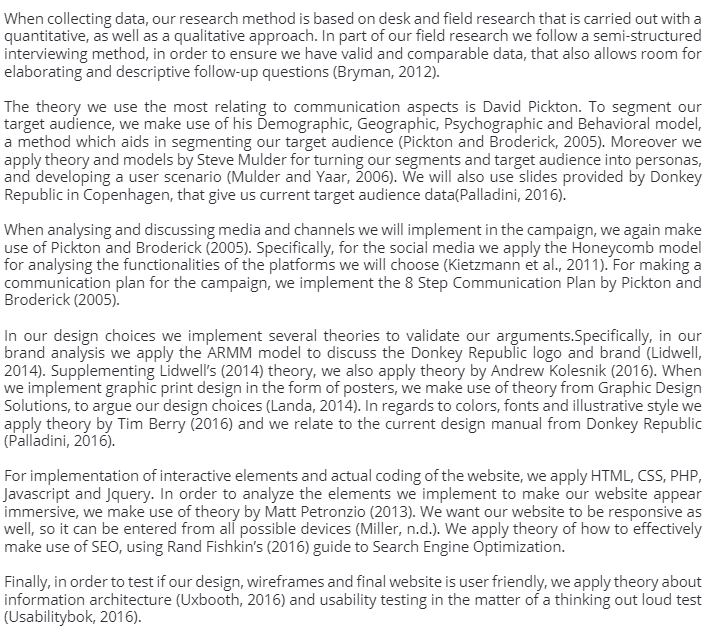 When collecting data, our research method is based on desk and field research that is carried out with a
quantitative, as well as a qualitative approach. In part of our field research we follow a semi-structured
interviewing method, in order to ensure we have valid and comparable data, that also allows room for
elaborating and descriptive follow-up questions (Bryman, 2012).
The theory we use the most relating to communication aspects is David Pickton. To segment our
target audience, we make use of his Demographic, Geographic, Psychographic and Behavioral model,
a method which aids in segmenting our target audience (Pickton and Broderick, 2005). Moreover we
apply theory and models by Steve Mulder for turning our segments and target audience into personas,
and developing a user scenario (Mulder and Yaar, 2006). We will also use slides provided by Donkey
Republic in Copenhagen, that give us current target audience data(Palladini, 2016).
When analysing and discussing media and channels we will implement in the campaign, we again make
use of Pickton and Broderick (2005). Specifically, for the social media we apply the Honeycomb model
for analysing the functionalities of the platforms we will choose (Kietzmann et al., 2011). For making a
communication plan for the campaign, we implement the 8 Step Communication Plan by Pickton and
Broderick (2005).
In our design choices we implement several theories to validate our arguments.Specifically, in our
brand analysis we apply the ARMM model to discuss the Donkey Republic logo and brand (Lidwell,
2014). Supplementing Lidwell’s (2014) theory, we also apply theory by Andrew Kolesnik (2016). When
we implement graphic print design in the form of posters, we make use of theory from Graphic Design
Solutions, to argue our design choices (Landa, 2014). In regards to colors, fonts and illustrative style we
apply theory by Tim Berry (2016) and we relate to the current design manual from Donkey Republic
(Palladini, 2016).
For implementation of interactive elements and actual coding of the website, we apply HTML, CSS, PHP,
Javascript and Jquery. In order to analyze the elements we implement to make our website appear
immersive, we make use of theory by Matt Petronzio (2013). We want our website to be responsive as
well, so it can be entered from all possible devices (Miller, n.d.). We apply theory of how to effectively
make use of SEO, using Rand Fishkin’s (2016) guide to Search Engine Optimization.
Finally, in order to test if our design, wireframes and final website is user friendly, we apply theory about
information architecture (Uxbooth, 2016) and usability testing in the matter of a thinking out loud test
(Usabilitybok, 2016).